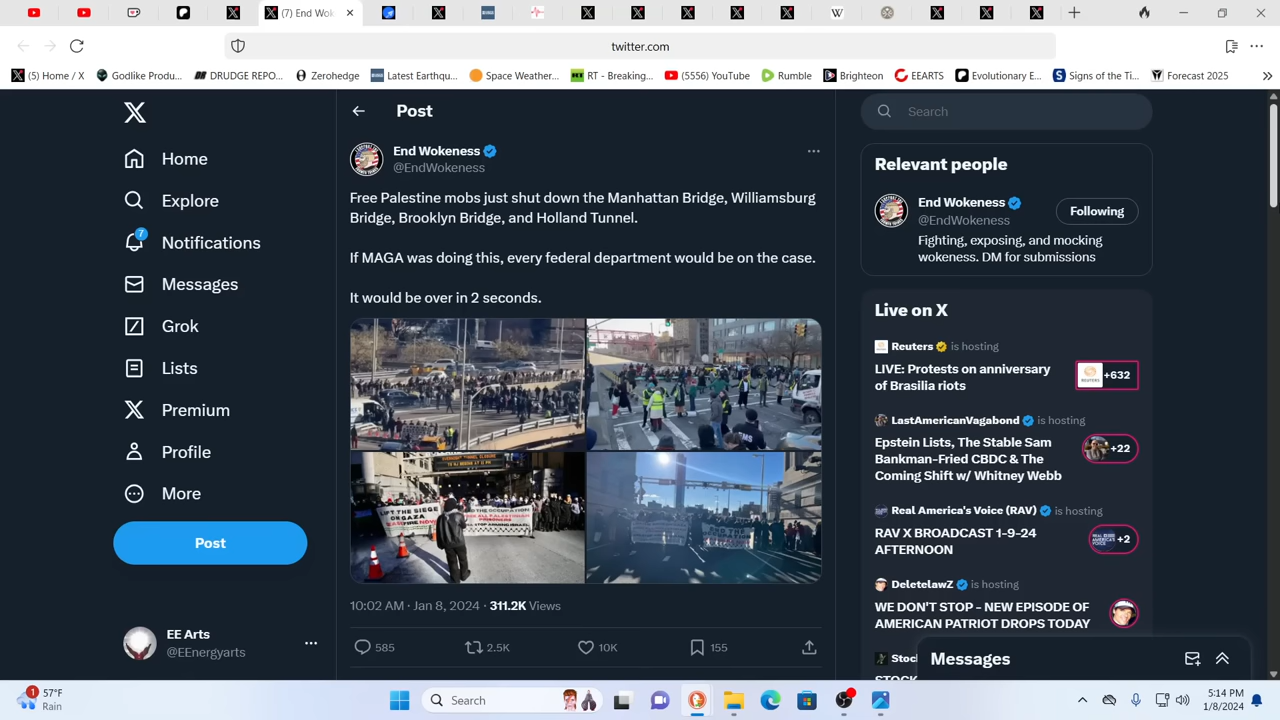 (7) End Wok
twitter.com
(5) Home / X
Godlike Produ...
DRUDGE REPO...
Zerohedge
Latest Earthqu...
Space Weather...
RT - Breaking...
(5556) YouTube
Rumble
Brighteon
EEARTS
Evolutionary E...
Signs of the Ti...
Forecast 2025
Home
Explore
7
Notifications
Messages
Grok
Lists
Premium
Profile
More
Post
EE Arts
@EEnergyarts
Post
End Wokeness
@EndWokeness
Free Palestine mobs just shut down the Manhattan Bridge, Williamsburg
Bridge, Brooklyn Bridge, and Holland Tunnel.
If MAGA was doing this, every federal department would be on the case.
It would be over in 2 seconds.
LIFT THE SIEGE
10:02 AM · Jan 8, 2024 · 311.2K Views
585
2.5K
10K
155
Search
Relevant people
End Wokeness
@EndWokeness
Following
Fighting, exposing, and mocking
wokeness. DM for submissions
Live on X
Reuters is hosting
LIVE: Protests on anniversary
of Brasilia riots
+632
LastAmericanVagabond is hosting
Epstein Lists, The Stable Sam
Bankman-Fried CBDC & The
Coming Shift w/ Whitney Webb
+22
Real America's Voice (RAV) is hosting
RAV X BROADCAST 1-9-24
AFTERNOON
+2
DeletelawZ is hosting
WE DON'T STOP - NEW EPISODE OF
AMERICAN PATRIOT DROPS TODAY
Stoc
Messages
1
57°F
Rain
Search
5:14 PM
1/8/2024